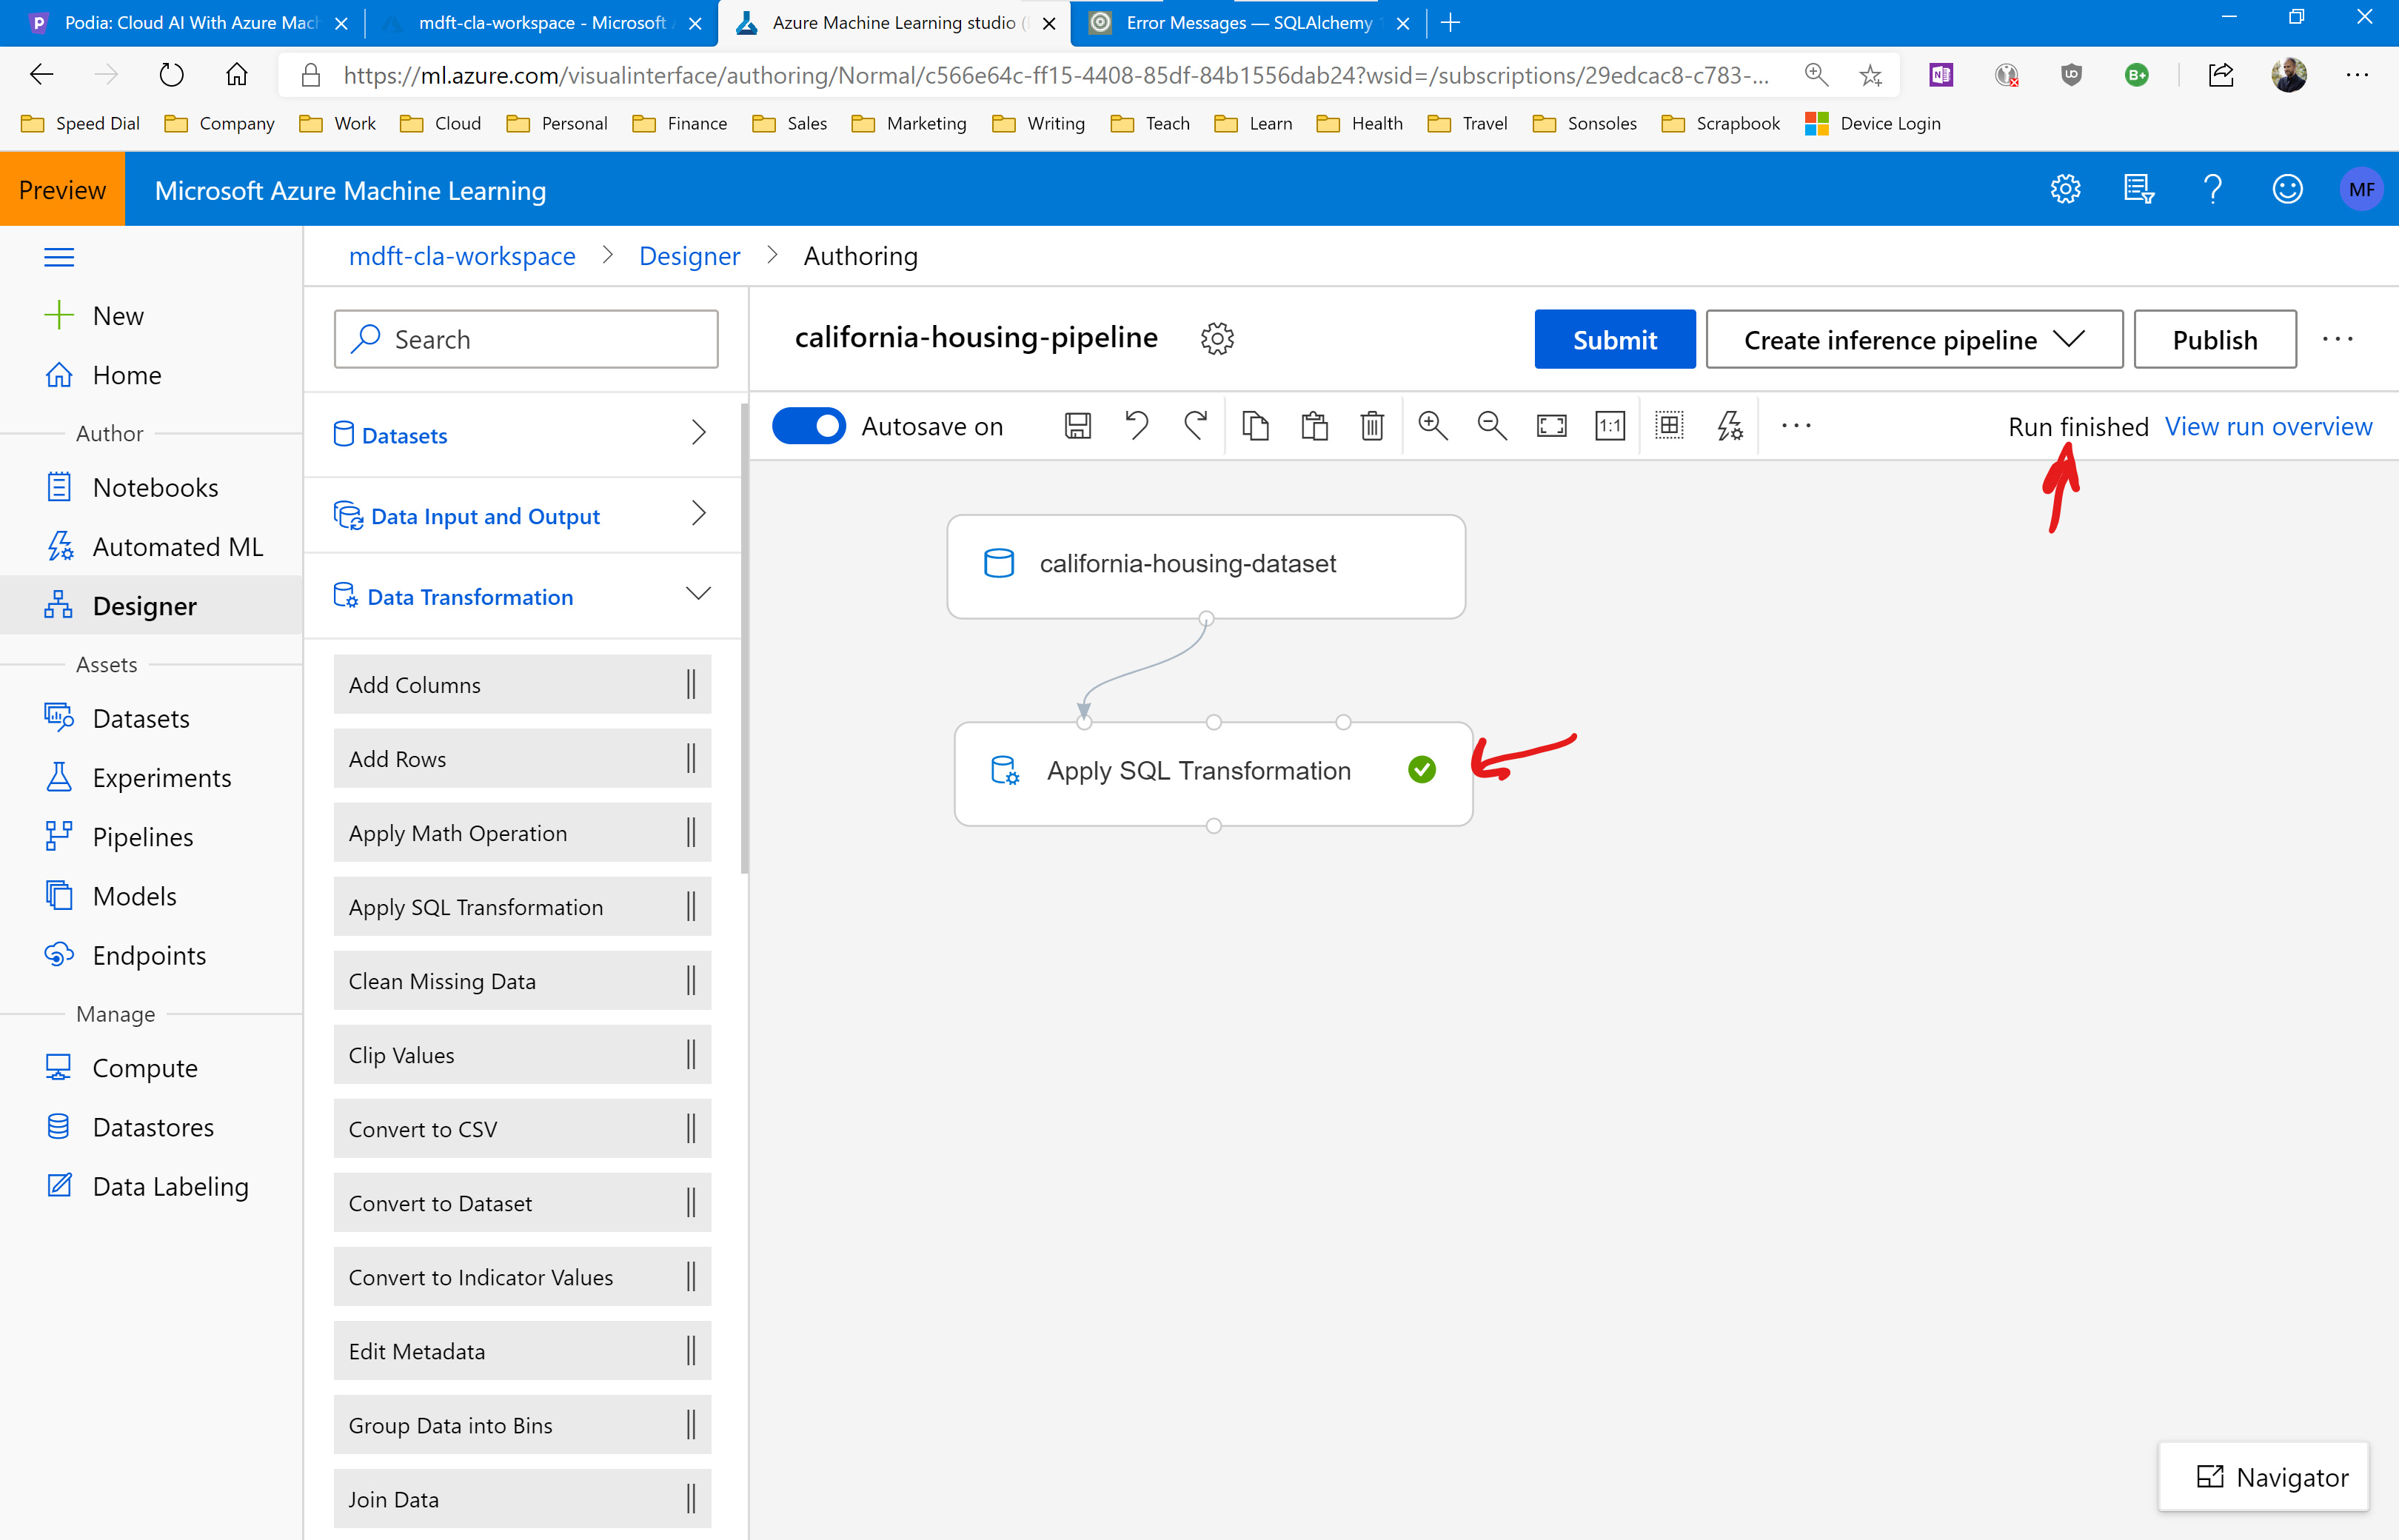 Podia: Cloud AI With Azure Mach
mdft-cla-workspace - Microsoft A
Azure Machine Learning studio (
Error Messages — SQLAlchemy 1
https://ml.azure.com/visualinterface/authoring/Normal/c566e64c-ff15-4408-85df-84b1556dab24?wsid=/subscriptions/29edcac8-c783-...
Speed Dial Company Work Cloud Personal Finance Sales Marketing Writing Teach Learn Health Travel Sonsoles Scrapbook Device Login
Preview Microsoft Azure Machine Learning MF
New
Home
Author
Notebooks
Automated ML
Designer
Assets
Datasets
Experiments
Pipelines
Models
Endpoints
Manage
Compute
Datastores
Data Labeling
mdft-cla-workspace > Designer > Authoring
Search
Datasets
Data Input and Output
Data Transformation
Add Columns
Add Rows
Apply Math Operation
Apply SQL Transformation
Clean Missing Data
Clip Values
Convert to CSV
Convert to Dataset
Convert to Indicator Values
Edit Metadata
Group Data into Bins
Join Data
california-housing-pipeline
Submit Create inference pipeline Publish
Autosave on 1:1 Run finished View run overview
california-housing-dataset
Apply SQL Transformation
Navigator